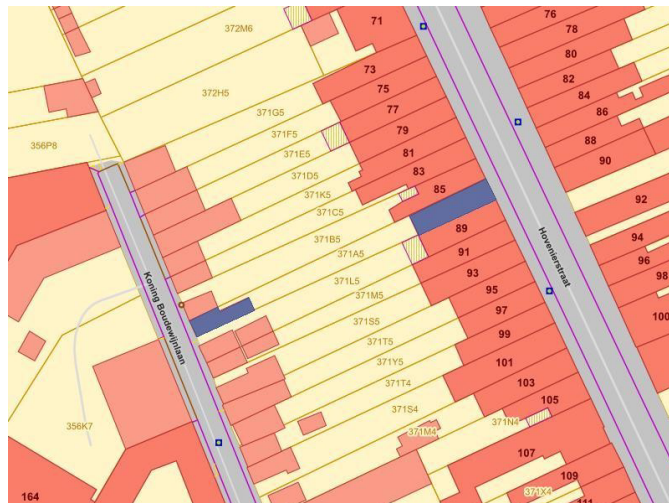 71
76
372M6
78
80
73
82
372H5
75
84
77
86
371G5
79
371F5
88
356P8
371E5
81
90
371D5
83
371K5
85
92
371C5
371B5
89
94
371A5
91
96
Hovenierstraat
93
98
371L5
95
371M5
Koning Boudewijnlaan
97
371S5
100
99
371T5
371Y5
101
371T4
103
371S4
105
371N4
356K7
371M4
107
109
164
371X4
111